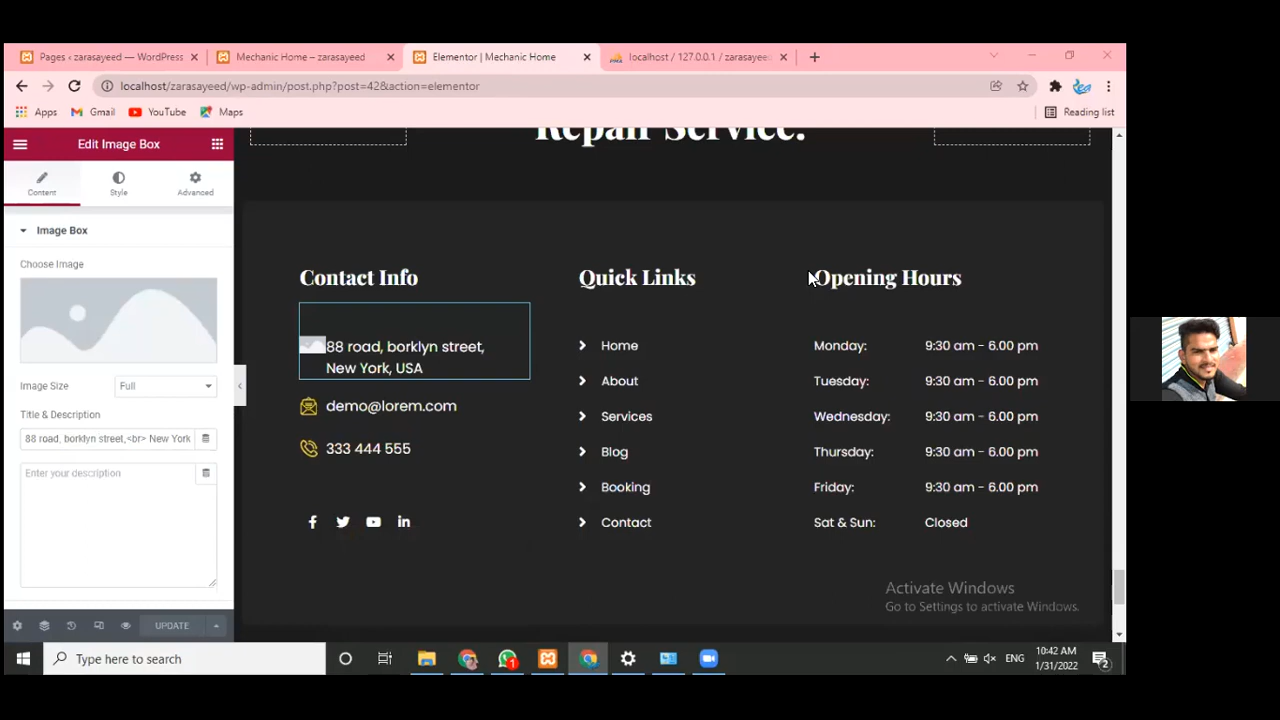 Pages ‹ zarasayeed — WordPress
Mechanic Home – zarasayeed
Elementor | Mechanic Home
localhost / 127.0.0.1 / zarasayeed
localhost/zarasayeed/wp-admin/post.php?post=42&action=elementor
Apps
Gmail
YouTube
Maps
Reading list
Edit Image Box
Content
Style
Advanced
Image Box
Choose Image
Image Size
Full
Title & Description
88 road, borklyn street,<br> New York
Enter your description
UPDATE
Repair Service.
Contact Info
88 road, borklyn street,
New York, USA
demo@lorem.com
333 444 555
Quick Links
Home
About
Services
Blog
Booking
Contact
Opening Hours
Monday: 9:30 am - 6.00 pm
Tuesday: 9:30 am - 6.00 pm
Wednesday: 9:30 am - 6.00 pm
Thursday: 9:30 am - 6.00 pm
Friday: 9:30 am - 6.00 pm
Sat & Sun: Closed
Activate Windows
Go to Settings to activate Windows.
Type here to search
1
ENG
10:42 AM
1/31/2022
2